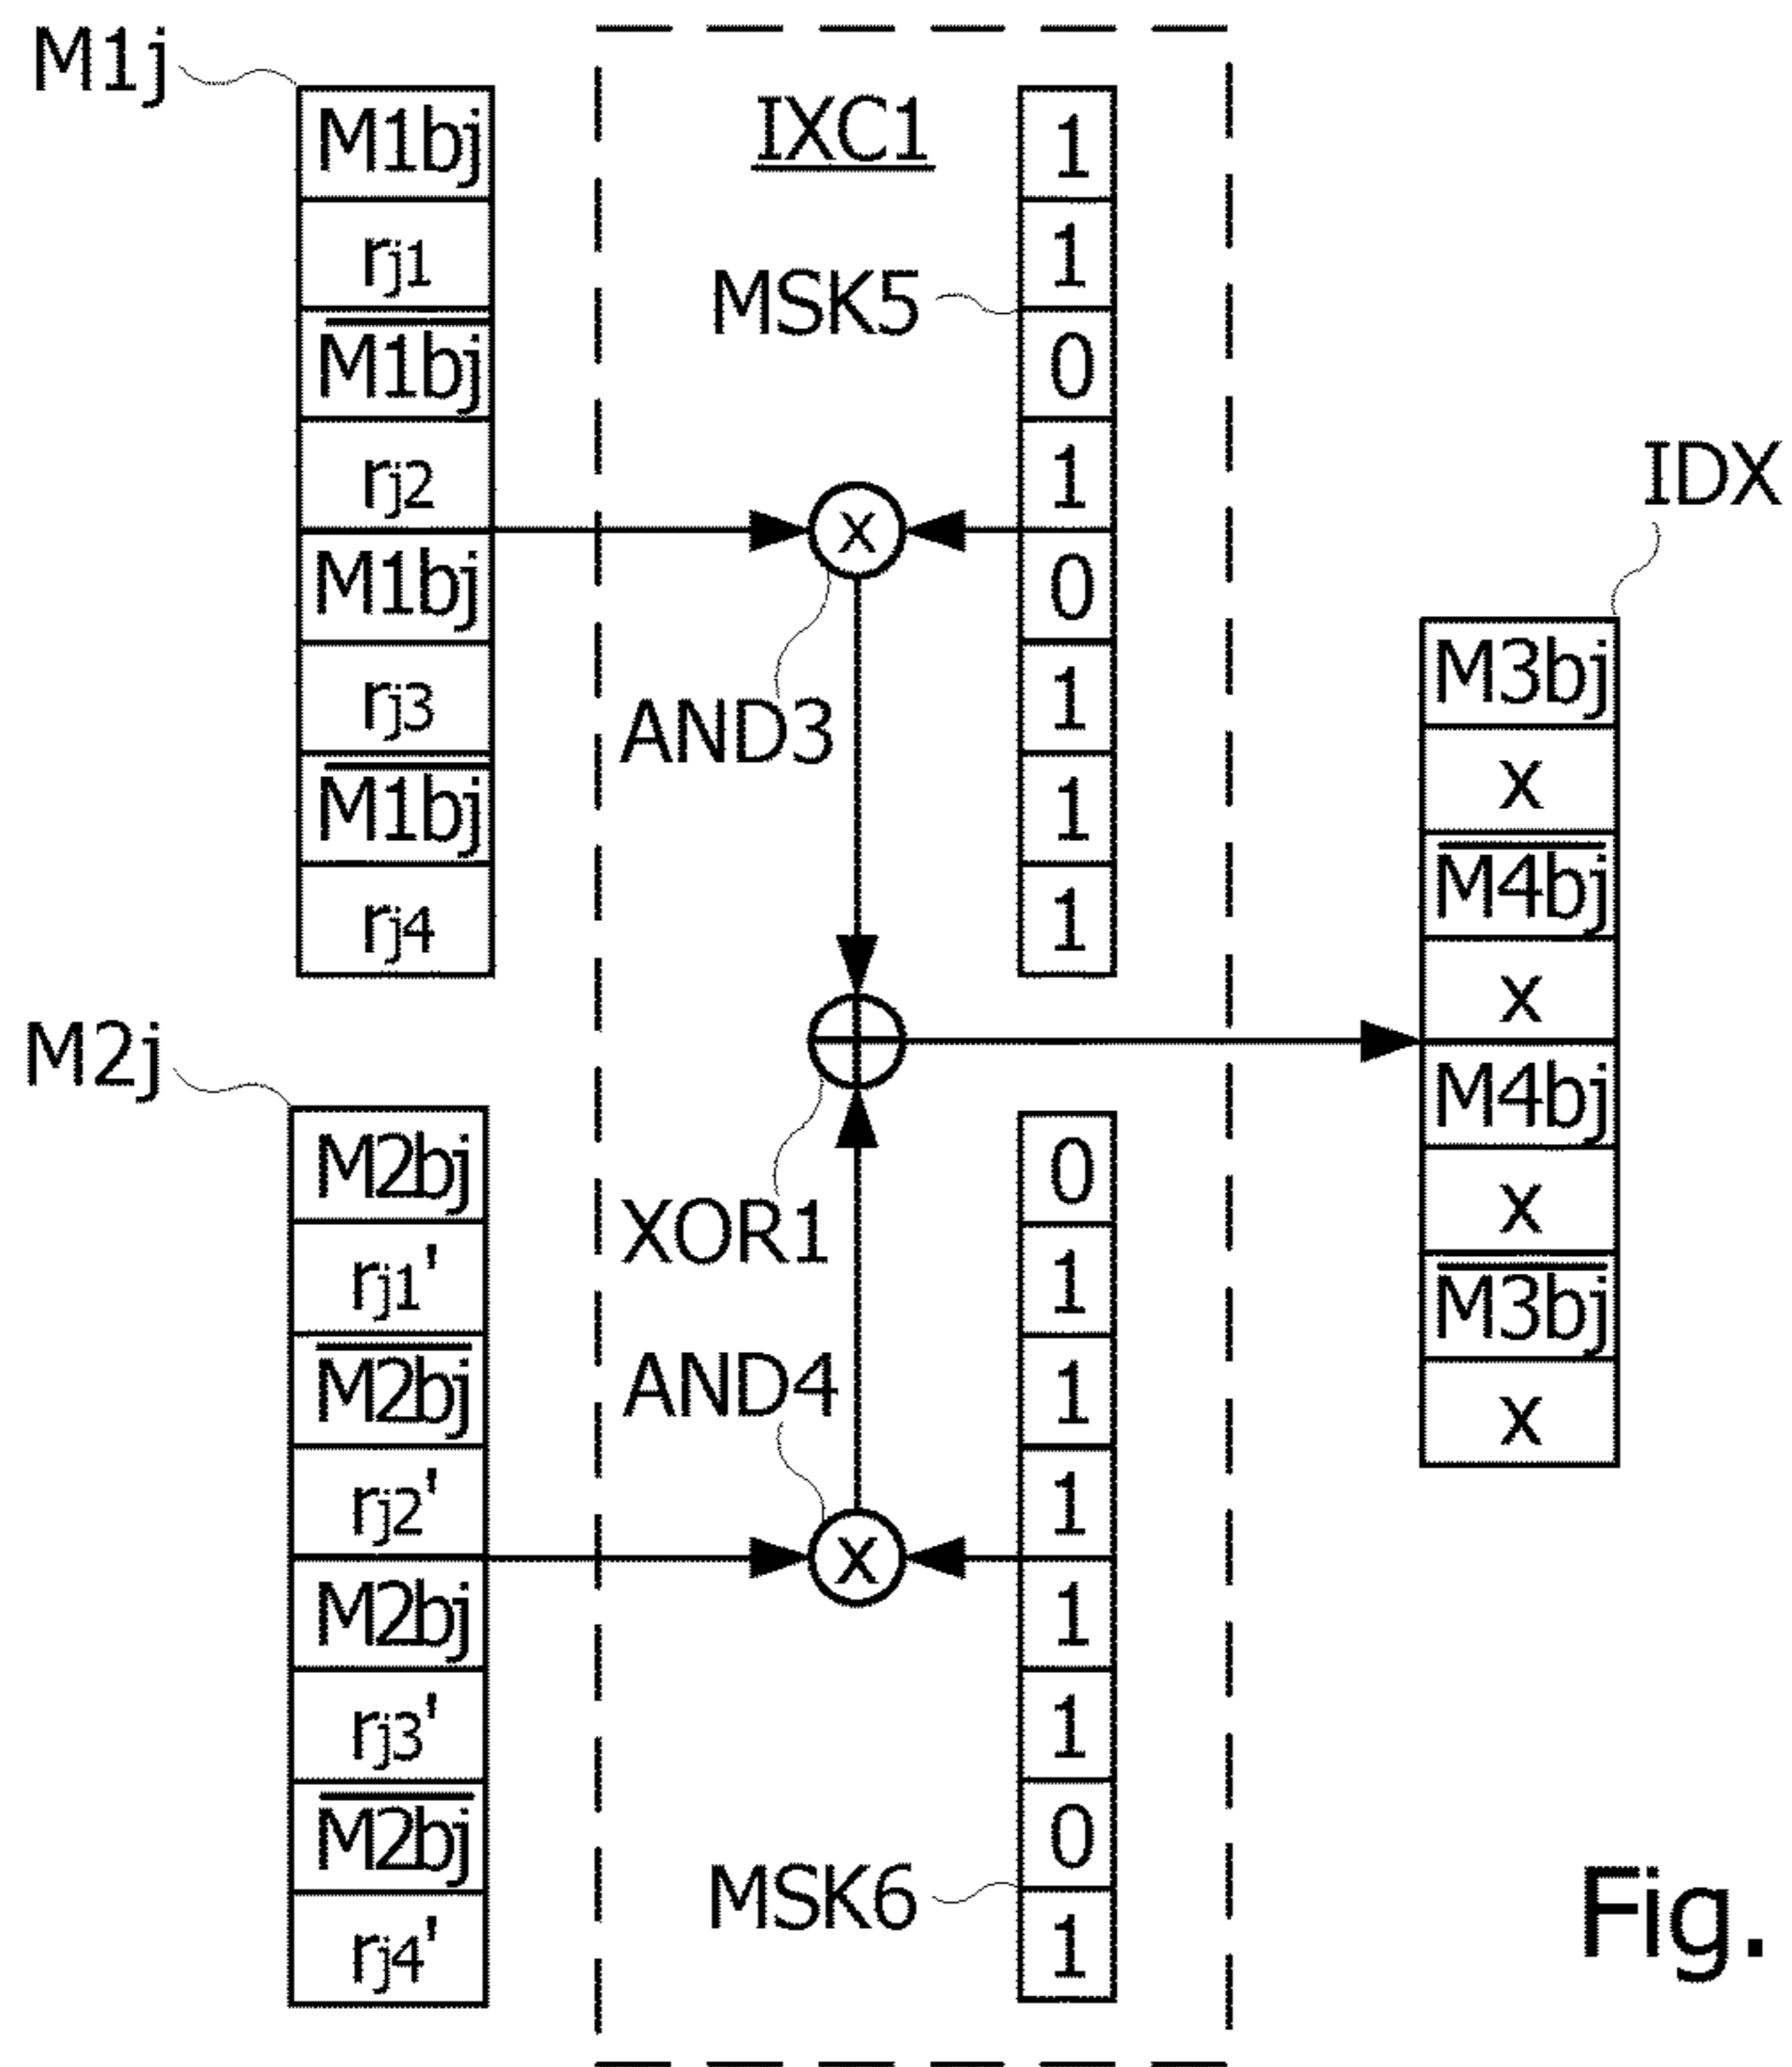 M1j
M1bj
rj1
M1bj
rj2
M1bj
rj3
M1bj
rj4
M2j
M2bj
rj1'
M2bj
rj2'
M2bj
rj3'
M2bj
rj4'
IXC1
MSK5
1
1
0
1
0
1
1
1
x
AND3
XOR1
AND4
x
MSK6
0
1
1
1
1
1
0
1
IDX
M3bj
x
M4bj
x
M4bj
x
M3bj
x
Fig.